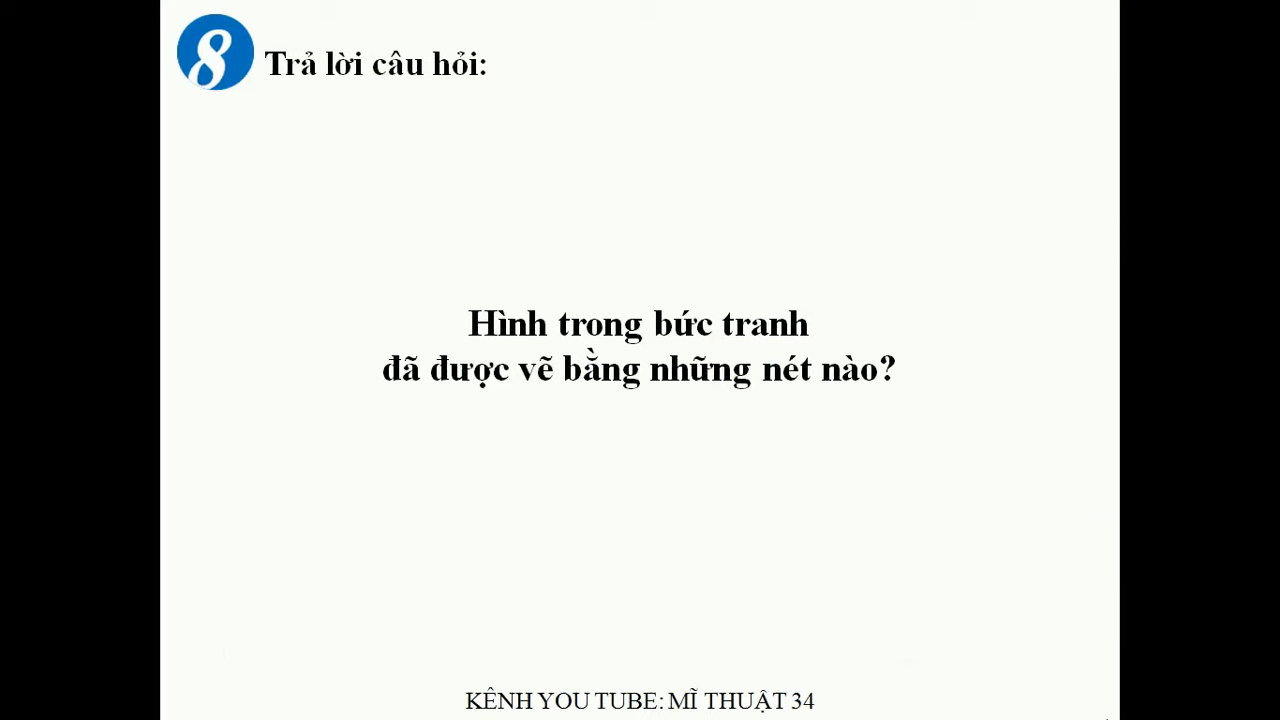 8 Trả lời câu hỏi:
Hình trong bức tranh
đã được vẽ bằng những nét nào?
KÊNH YOU TUBE: MĨ THUẬT 34